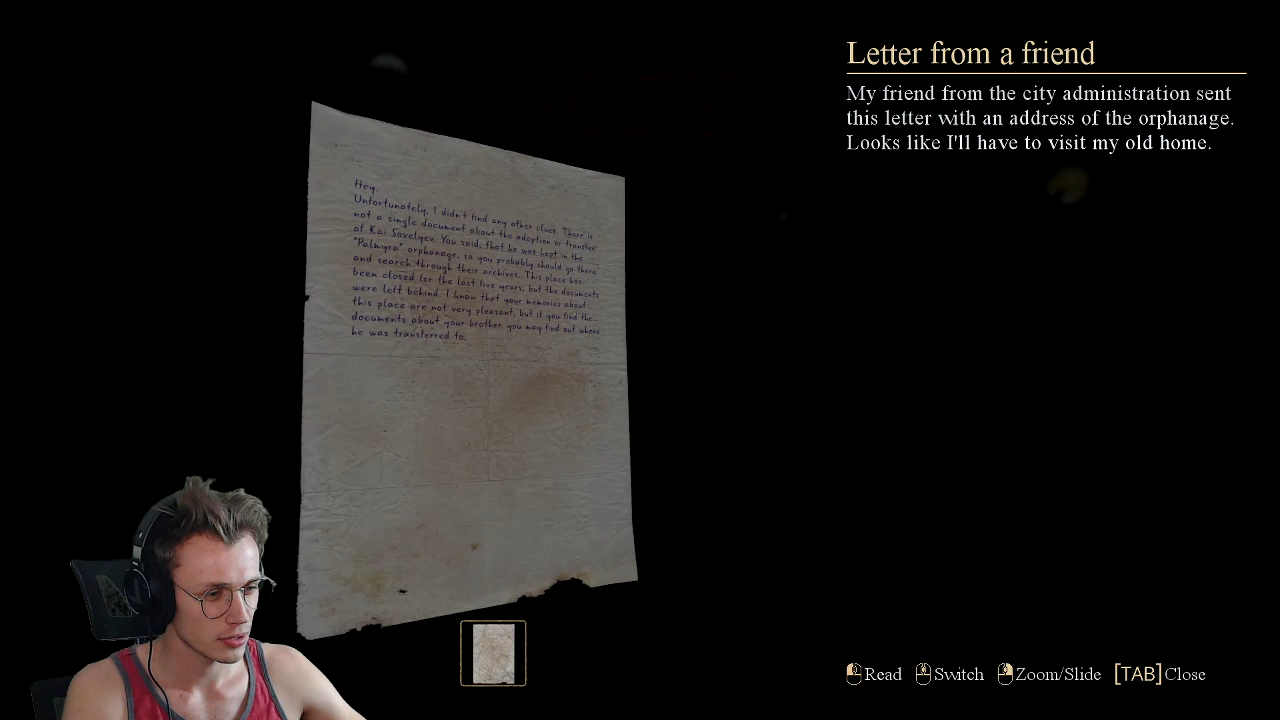 Letter from a friend
My friend from the city administration sent
this letter with an address of the orphanage.
Looks like I'll have to visit my old home.
Hey.
Unfortunately, I didn't find any other clues. There is
not a single document about the adoption or transfer
of Kai Sovelyev. You said, that he was kept in the
"Palmyra" orphanage, so you probably should go there
and search through their archives. This place has
been closed for the last five years, but the documents
were left behind. I know that your memories about
this place are not very pleasant, but if you find the
documents about your brother, you may find out where
he was transferred to.
Read
Switch
Zoom/Slide
[TAB] Close